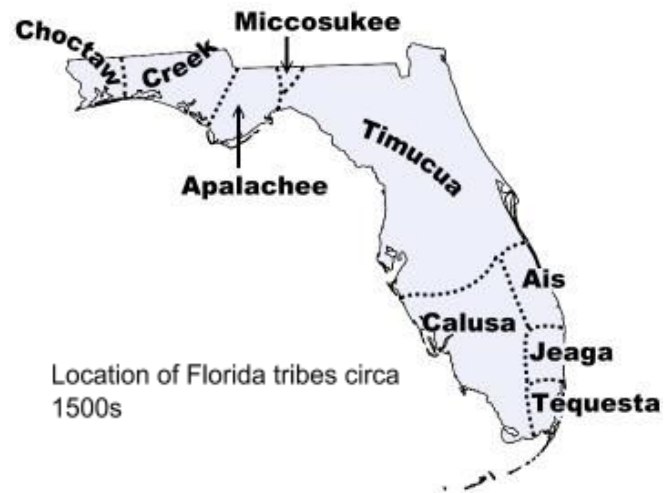 Miccosukee
Choctaw
Creek
Timucua
Apalachee
Ais
Calusa
Jeaga
Tequesta
Location of Florida tribes circa
1500s